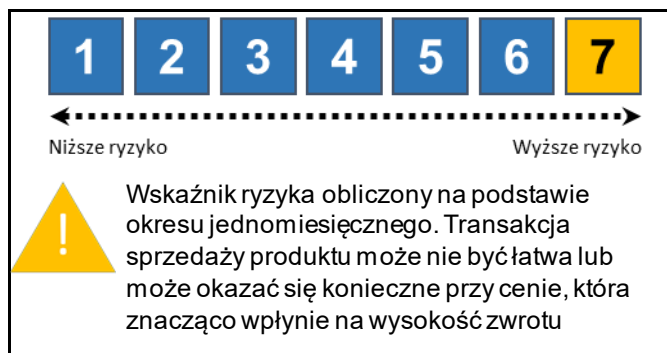 1 2 3 4 5 6 7
Niższe ryzyko Wyższe ryzyko
!
Wskaźnik ryzyka obliczony na podstawie
okresu jednomiesięcznego. Transakcja
sprzedaży produktu może nie być łatwa lub
może okazać się konieczne przy cenie, która
znacząco wpłynie na wysokość zwrotu